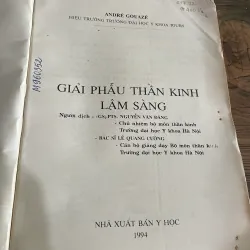 ANDRÉ GOUAZÉ
HIỆU TRƯỞNG TRƯỜNG ĐẠI HỌC Y KHOA TOURS
M960352
GIẢI PHẪU THẦN KINH
LÂM SÀNG
Người dịch - GS, PTS. NGUYỄN VĂN ĐĂNG
- Chủ nhiệm bộ môn thần kinh
Trường đại học Y khoa Hà Nội
- BÁC SĨ LÊ QUANG CƯỜNG
- Cán bộ giảng dạy Bộ môn thần kinh
Trường đại học Y khoa Hà Nội
NHÀ XUẤT BẢN Y HỌC
1994